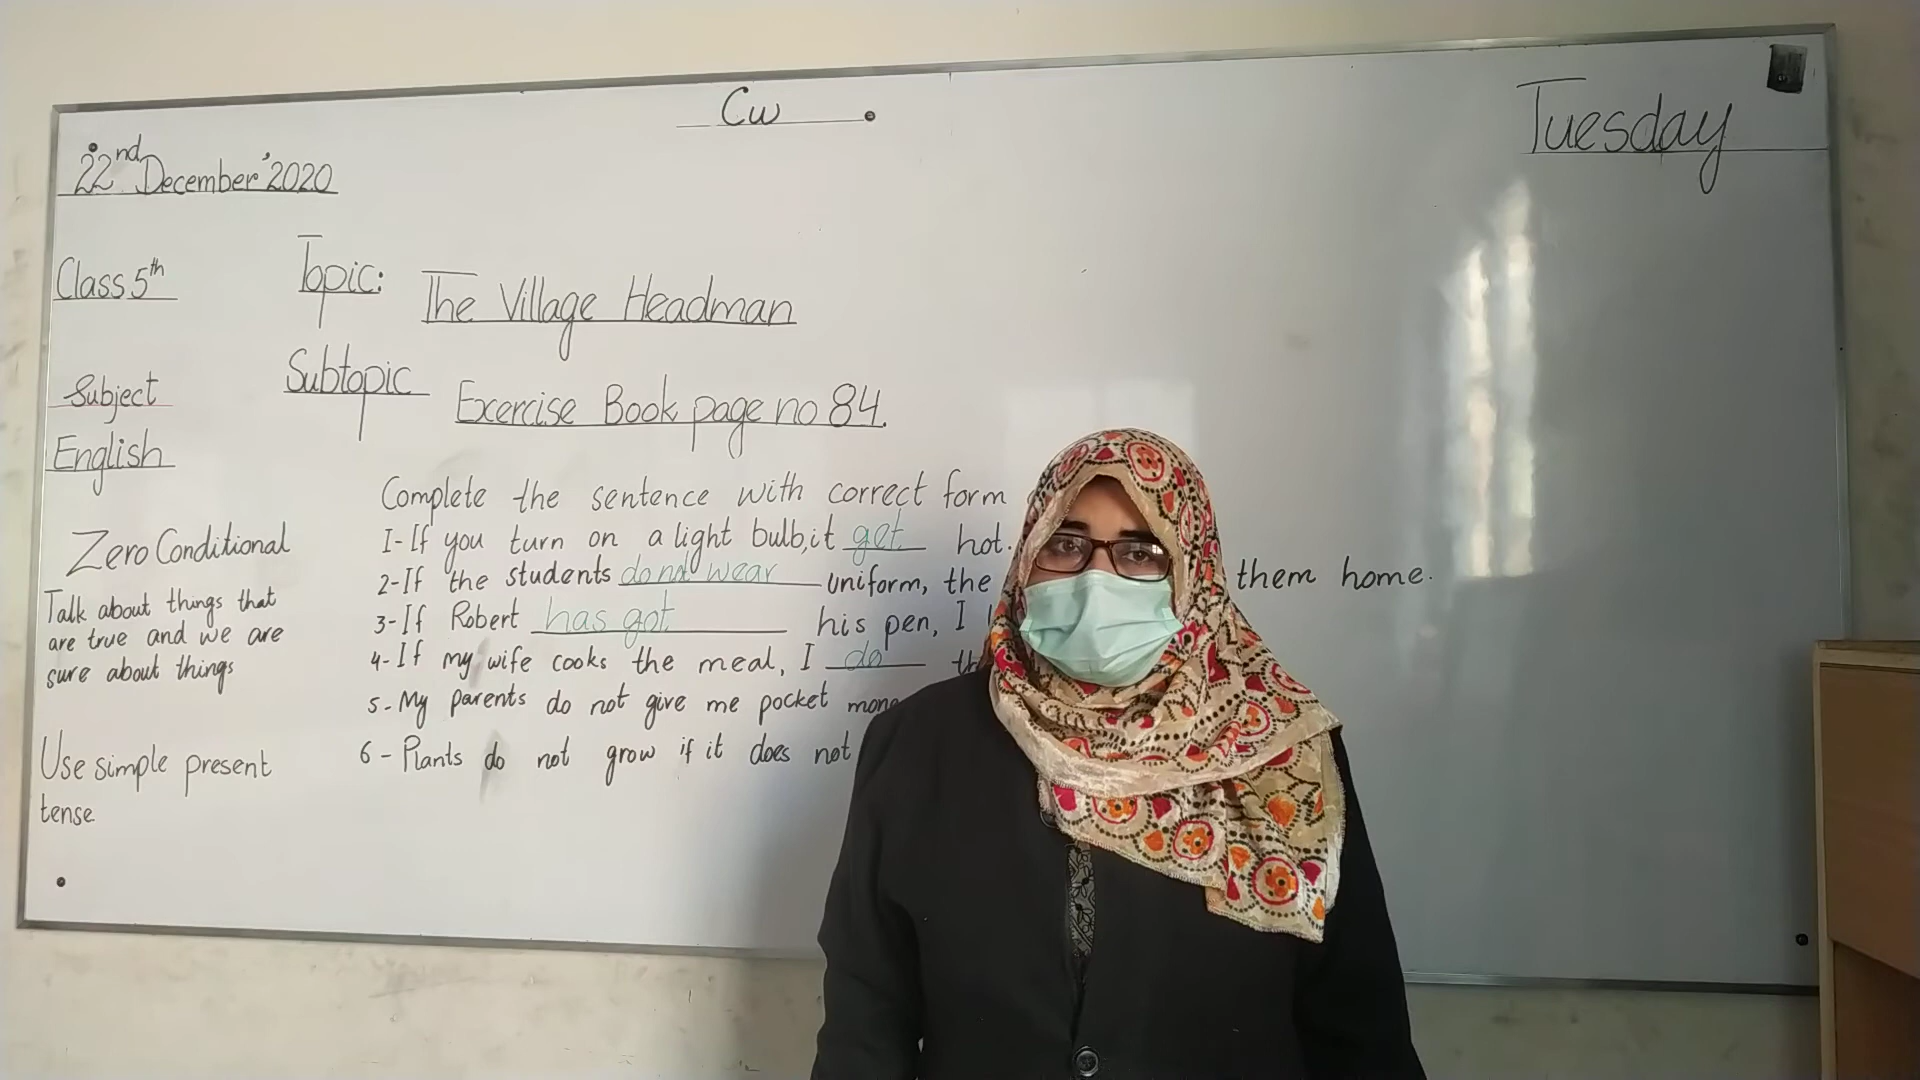 Cw
Tuesday
22nd December'2020
Class 5th
Topic: The Village Headman
Subject
English
Subtopic Exercise Book page no 84.
Zero Conditional
Talk about things that
are true and we are
sure about things
Use simple present
tense
Complete the sentence with correct form
1-If you turn on a light bulb, it get hot.
2-If the students do not wear uniform, the them home.
3-If Robert has got his pen, I
4-If my wife cooks the meal, I do
5-My parents do not give me pocket
6-Plants do not grow if it does not